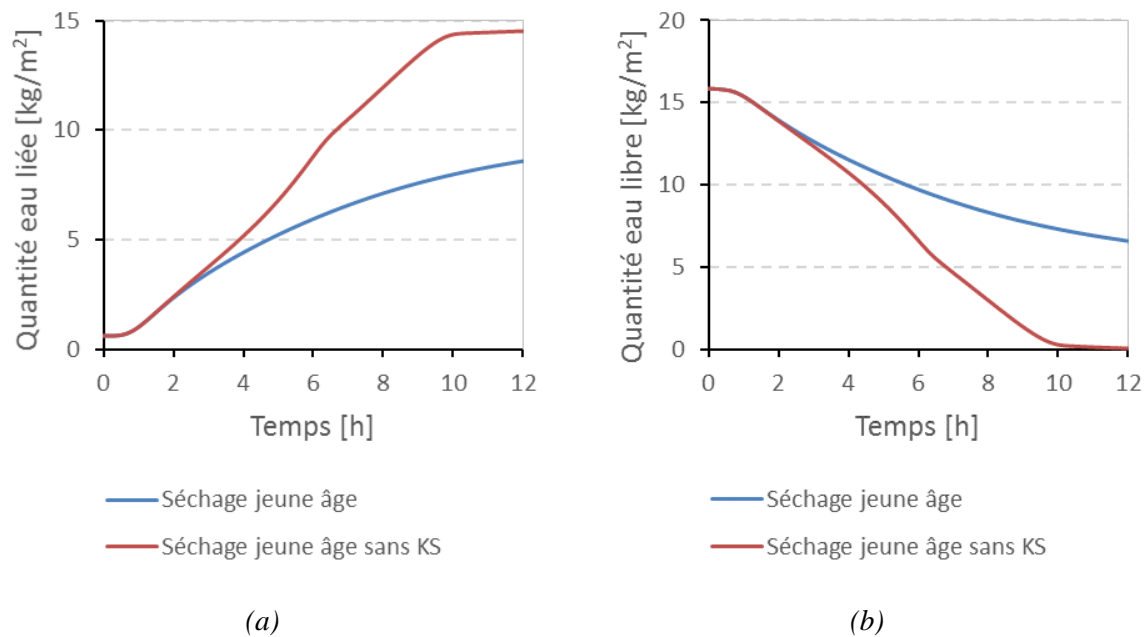 Quantité eau liée [kg/m²]
15
10
5
0
0 2 4 6 8 10 12
Temps [h]
Séchage jeune âge
Séchage jeune âge sans KS
(a)
Quantité eau libre [kg/m²]
20
15
10
5
0
0 2 4 6 8 10 12
Temps [h]
Séchage jeune âge
Séchage jeune âge sans KS
(b)